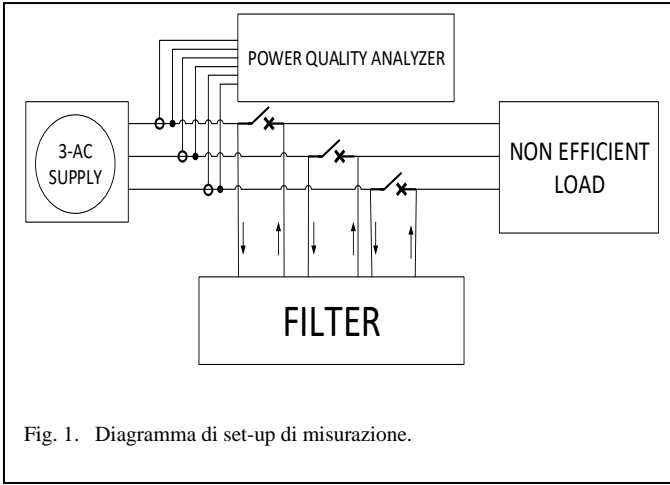 POWER QUALITY ANALYZER
3-AC
SUPPLY
NON EFFICIENT
LOAD
FILTER
Fig. 1. Diagramma di set-up di misurazione.